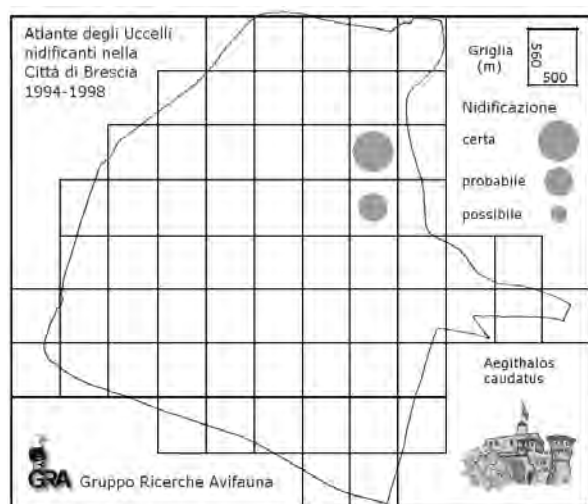 Atlante degli Uccelli
nidificanti nella
Città di Brescia
1994-1998
Griglia
(m)
560
500
Nidificazione
certa
probabile
possibile
Aegithalos
caudatus
GRA Gruppo Ricerche Avifauna